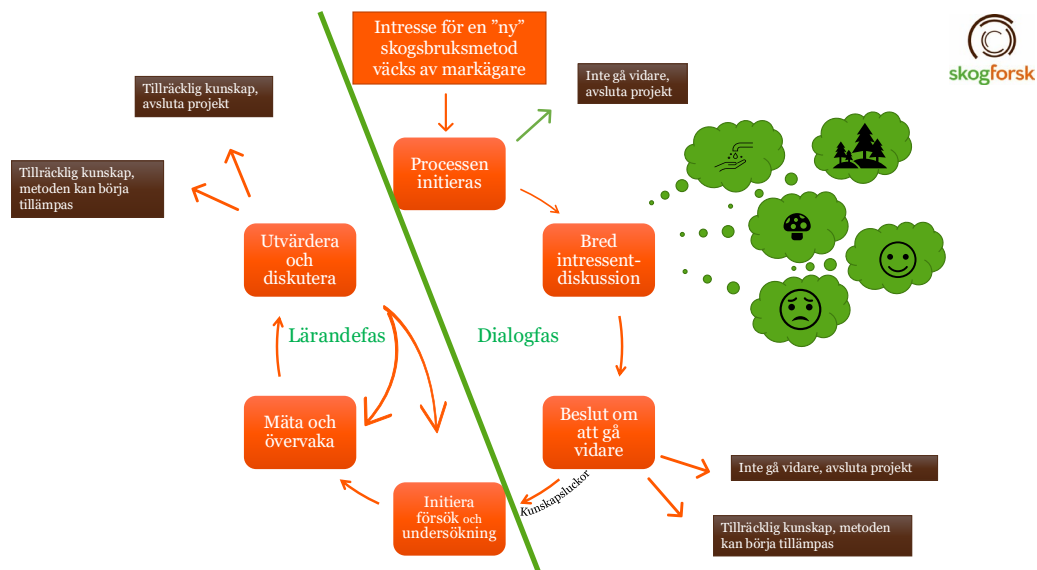 Intresse för en ”ny”
skogsbruksmetod
väcks av markägare
skogforsk
Inte gå vidare,
avsluta projekt
Tillräcklig kunskap,
avsluta projekt
Processen
initieras
Tillräcklig kunskap,
metoden kan börja
tillämpas
Utvärdera
och
diskutera
Bred
intressent-
diskussion
Lärandefas
Dialogfas
Mäta och
övervaka
Beslut om
att gå
vidare
Inte gå vidare, avsluta projekt
Kunskapsluckor
Initiera
försök och
undersökning
Tillräcklig kunskap, metoden
kan börja tillämpas